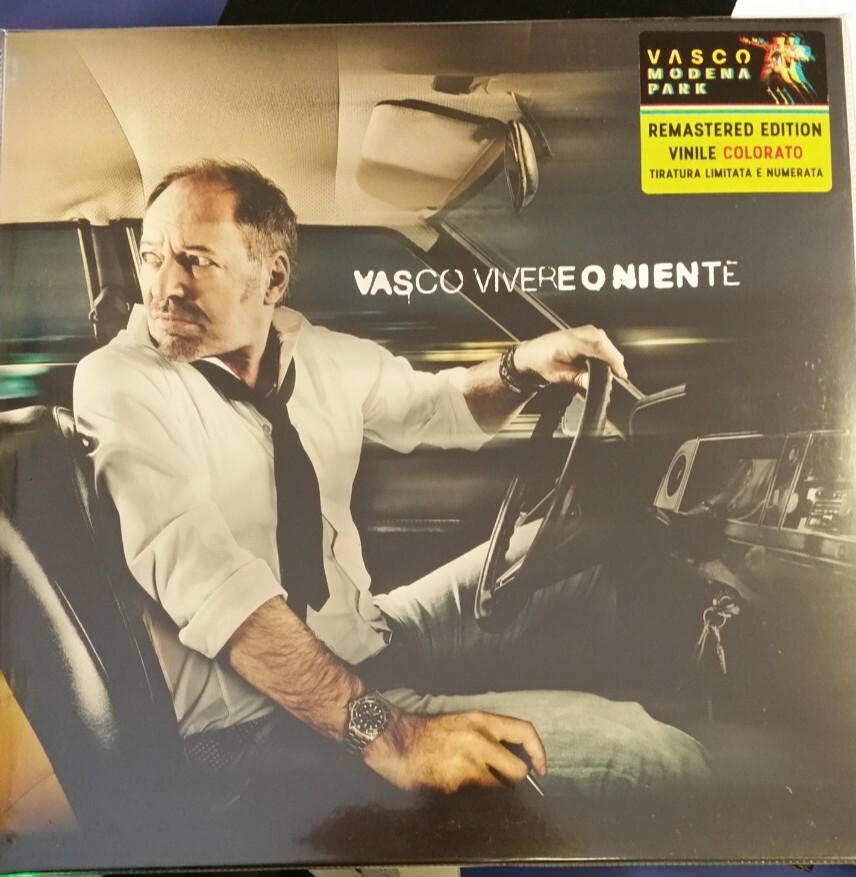 VASCO
MODENA
PARK
REMASTERED EDITION
VINILE COLORATO
TIRATURA LIMITATA E NUMERATA
VASCO VIVERE O NIENTE